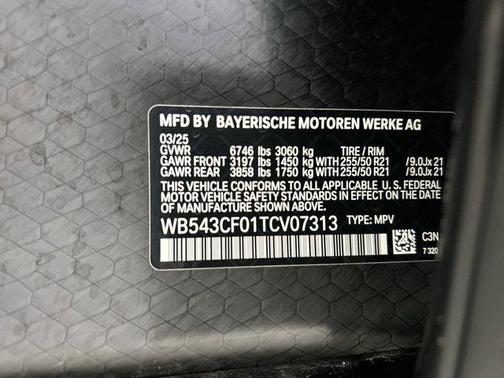 MFD BY BAYERISCHE MOTOREN WERKE AG
03/25
GVWR 6746 lbs 3060 kg TIRE / RIM
GAWR FRONT 3197 lbs 1450 kg WITH 255/50 R21 /9.0Jx 21
GAWR REAR 3858 lbs 1750 kg WITH 255/50 R21 /9.0Jx 21
THIS VEHICLE CONFORMS TO ALL APPLICABLE U.S. FEDERAL
MOTOR VEHICLE SAFETY STANDARDS IN EFFECT ON THE DATE
OF MANUFACTURE SHOWN ABOVE.
WB543CF01TCV07313 TYPE: MPV
C3N
7 320